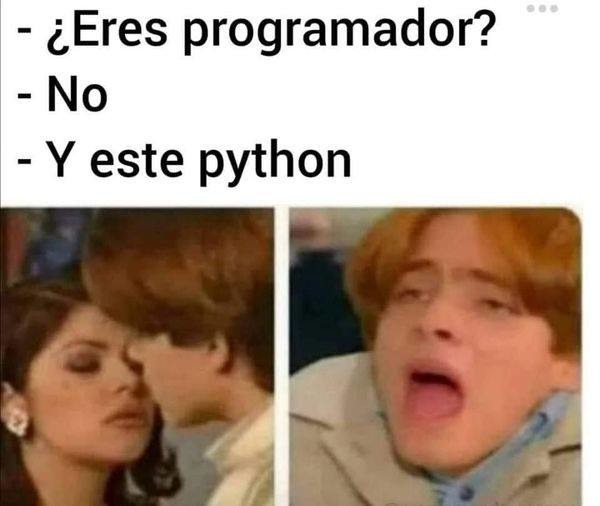 - ¿Eres programador?
- No
- Y este python